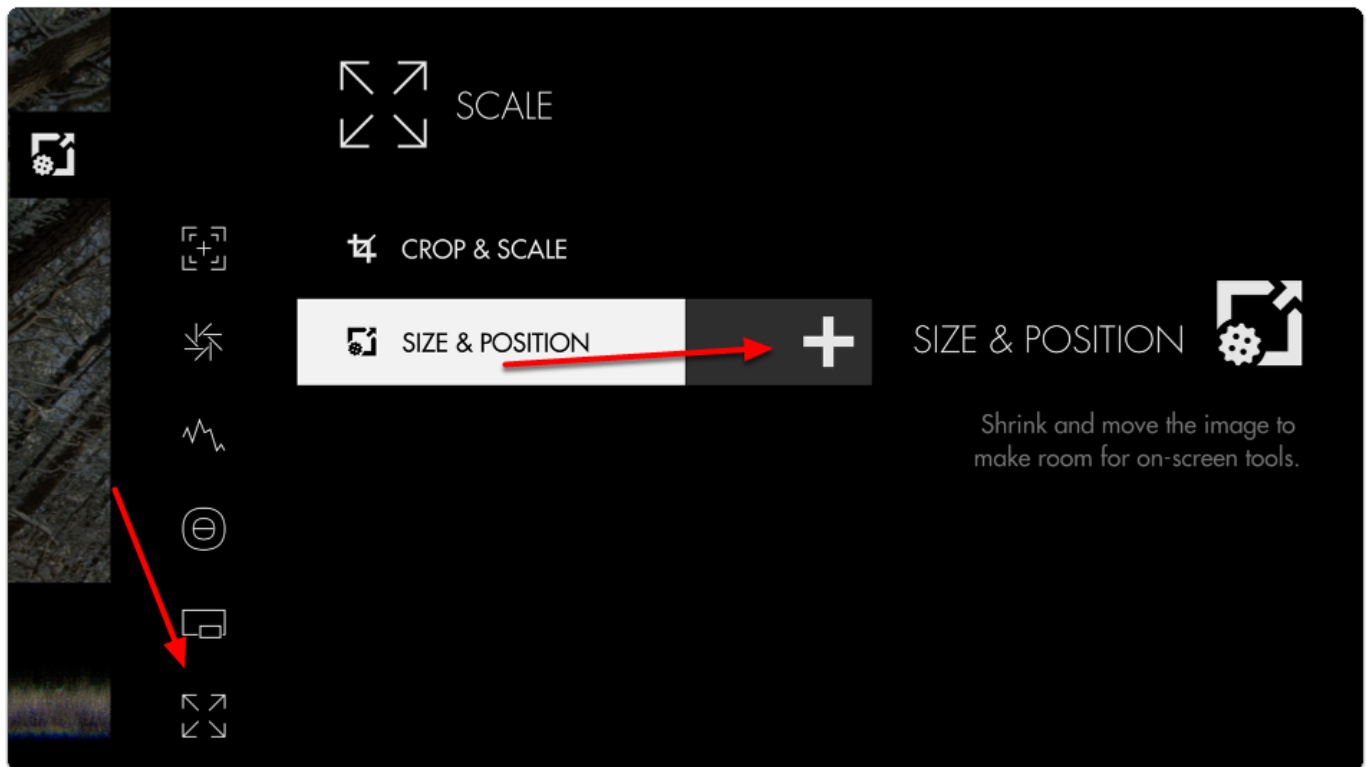 SCALE
CROP & SCALE
SIZE & POSITION
SIZE & POSITION
Shrink and move the image to
make room for on-screen tools.